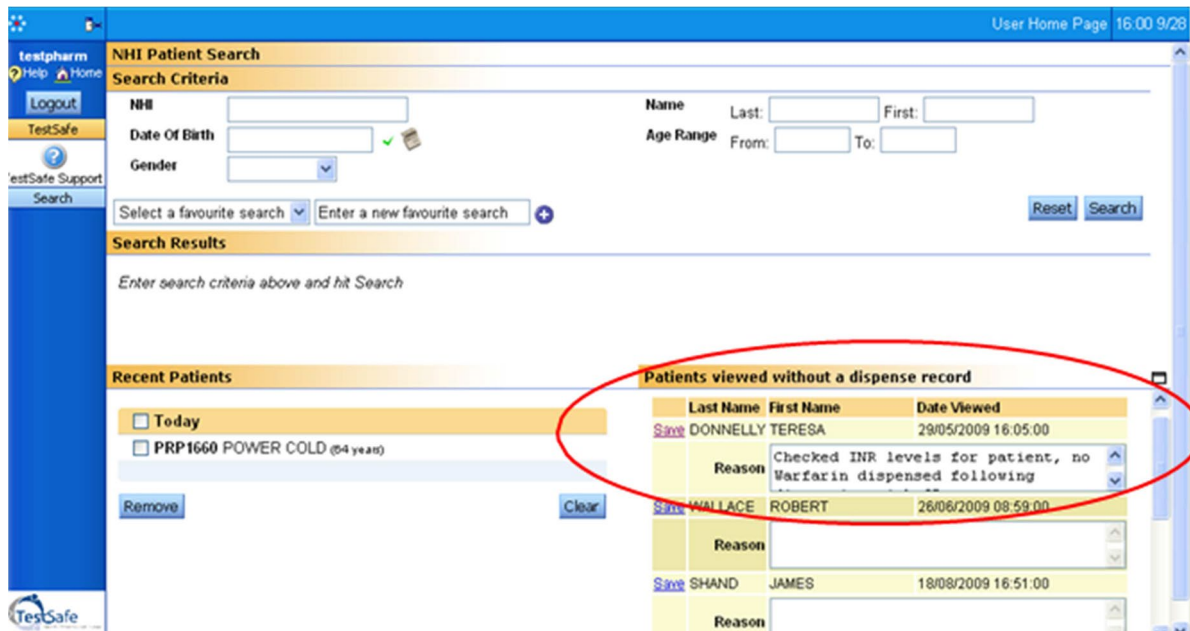 User Home Page 16:00 9/28
testpharm
Help Home
Logout
TestSafe
TestSafe Support
Search
NHI Patient Search
Search Criteria
NHI
Name Last: First:
Date Of Birth
Age Range From: To:
Gender
Select a favourite search Enter a new favourite search
Reset Search
Search Results
Enter search criteria above and hit Search
Recent Patients
Today
PRP1660 POWER COLD (54 years)
Remove Clear
Patients viewed without a dispense record
Last Name First Name Date Viewed
Save DONNELLY TERESA 29/05/2009 16:05:00
Reason Checked INR levels for patient, no
Warfarin dispensed following
Save WALLACE ROBERT 26/06/2009 08:59:00
Reason
Save SHAND JAMES 18/08/2009 16:51:00
Reason
TestSafe